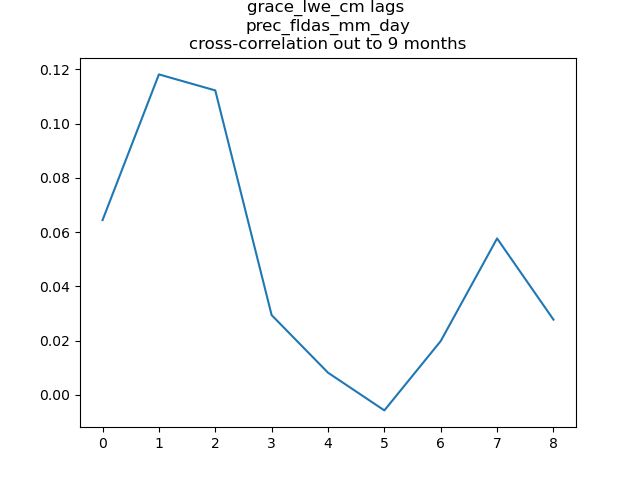 grace_lwe_cm lags
prec_fldas_mm_day
cross-correlation out to 9 months
0.12
0.10
0.08
0.06
0.04
0.02
0.00
0 1 2 3 4 5 6 7 8